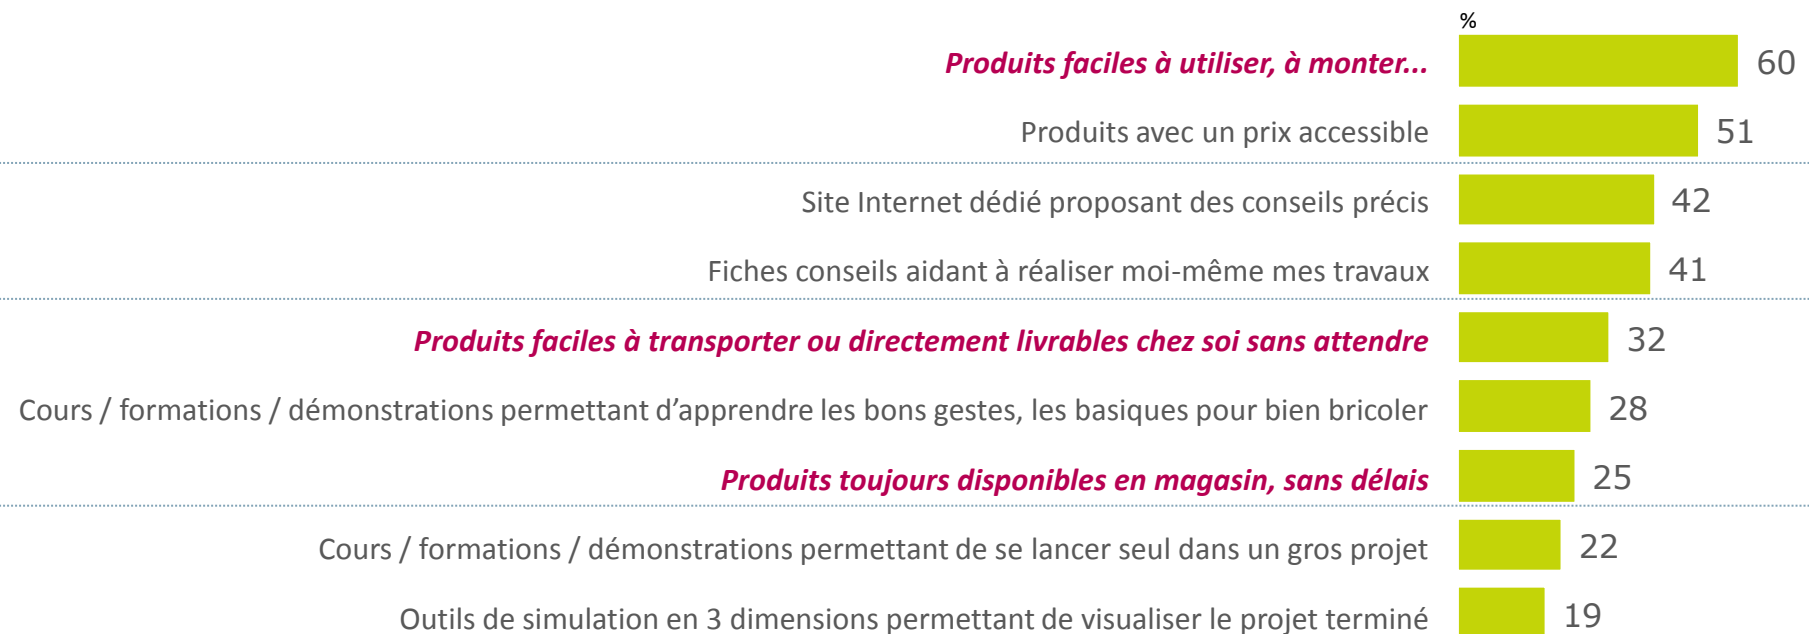 %
Produits faciles à utiliser, à monter... 60
Produits avec un prix accessible 51
Site Internet dédié proposant des conseils précis 42
Fiches conseils aidant à réaliser moi-même mes travaux 41
Produits faciles à transporter ou directement livrables chez soi sans attendre 32
Cours / formations / démonstrations permettant d’apprendre les bons gestes, les basiques pour bien bricoler 28
Produits toujours disponibles en magasin, sans délais 25
Cours / formations / démonstrations permettant de se lancer seul dans un gros projet 22
Outils de simulation en 3 dimensions permettant de visualiser le projet terminé 19